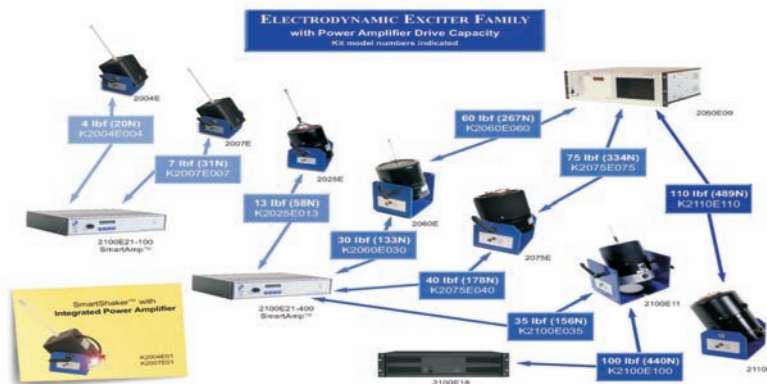 ELECTRODYNAMIC EXCITER FAMILY
with Power Amplifier Drive Capacity
Kit model numbers indicated
2004E
4 lbf (20N)
K2004E004
2007E
7 lbf (31N)
K2007E007
2100E21-100
SmartAmp™
2025E
13 lbf (58N)
K2025E013
60 lbf (267N)
K2060E060
2050E09
2060E
30 lbf (133N)
K2060E030
75 lbf (334N)
K2075E075
2075E
40 lbf (178N)
K2075E040
110 lbf (489N)
K2110E110
2100E21-400
SmartAmp™
35 lbf (156N)
K2100E035
2100E11
100 lbf (440N)
K2100E100
2100E18
2110
SmartShaker™ with
Integrated Power Amplifier
K2004E01
K2007E01